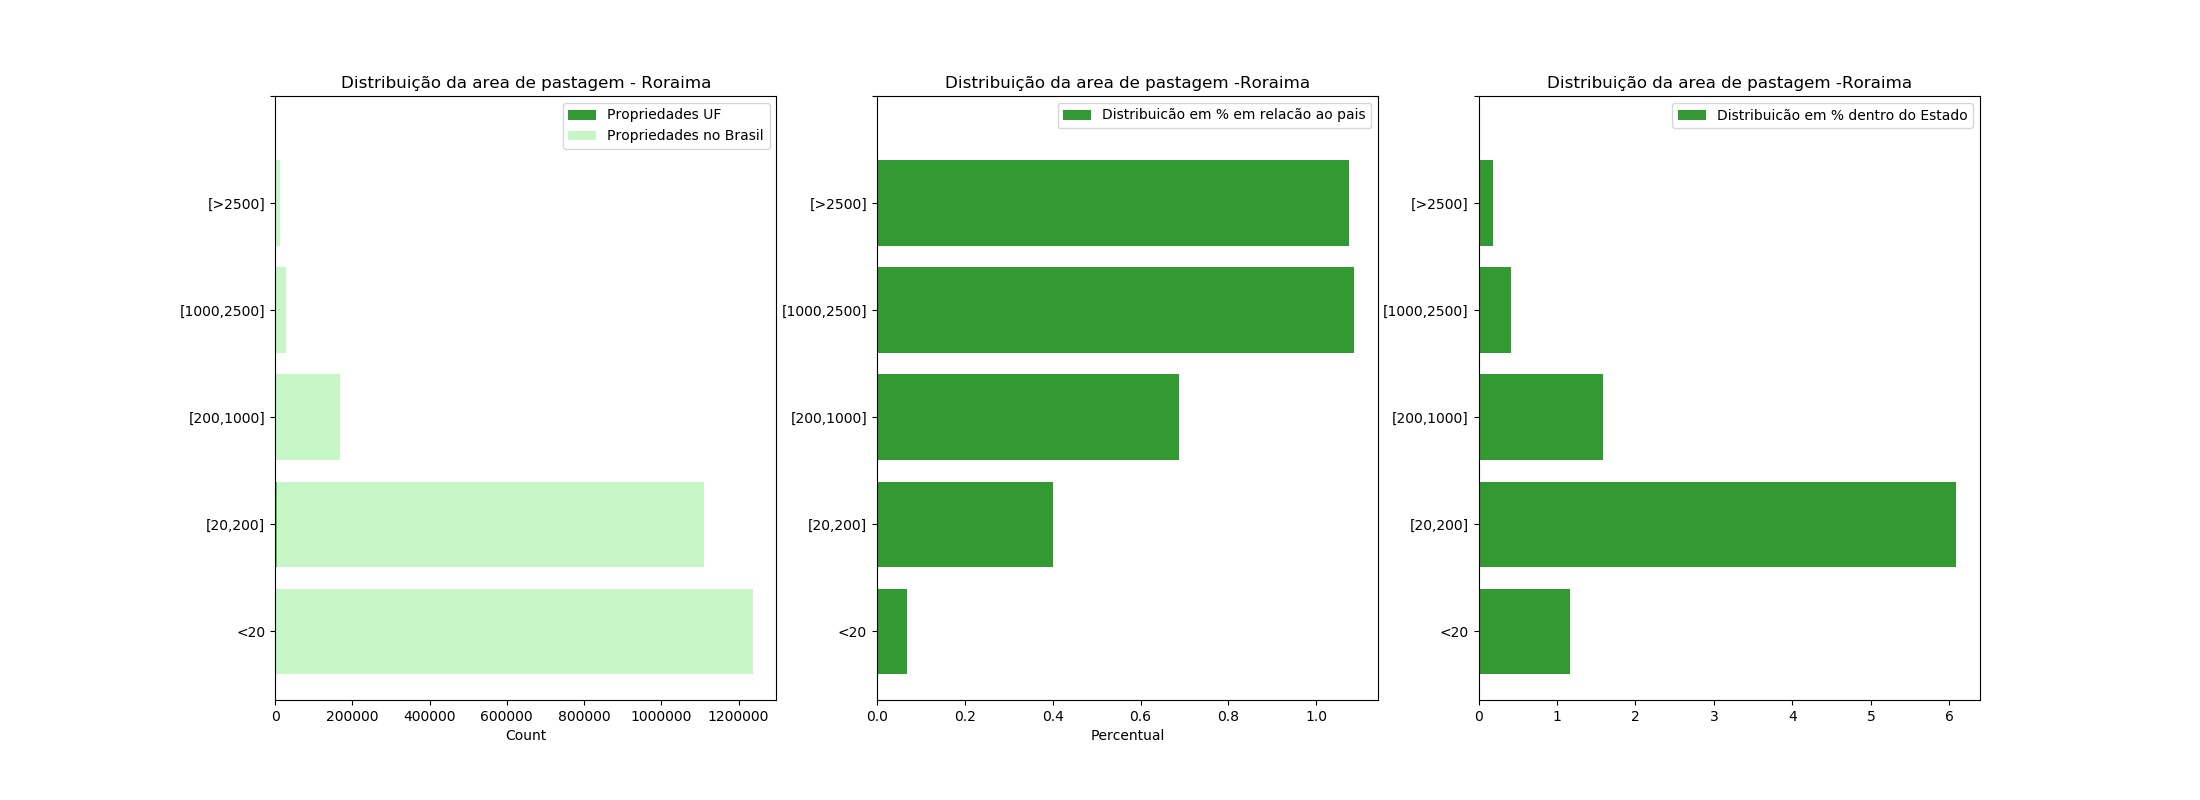 Distribuição da area de pastagem - Roraima
Propriedades UF
Propriedades no Brasil
[>2500]
[1000,2500]
[200,1000]
[20,200]
<20
0 200000 400000 600000 800000 1000000 1200000
Count
Distribuição da area de pastagem -Roraima
Distribuicão em % em relacão ao pais
[>2500]
[1000,2500]
[200,1000]
[20,200]
<20
0.0 0.2 0.4 0.6 0.8 1.0
Percentual
Distribuição da area de pastagem -Roraima
Distribuicão em % dentro do Estado
[>2500]
[1000,2500]
[200,1000]
[20,200]
<20
0 1 2 3 4 5 6